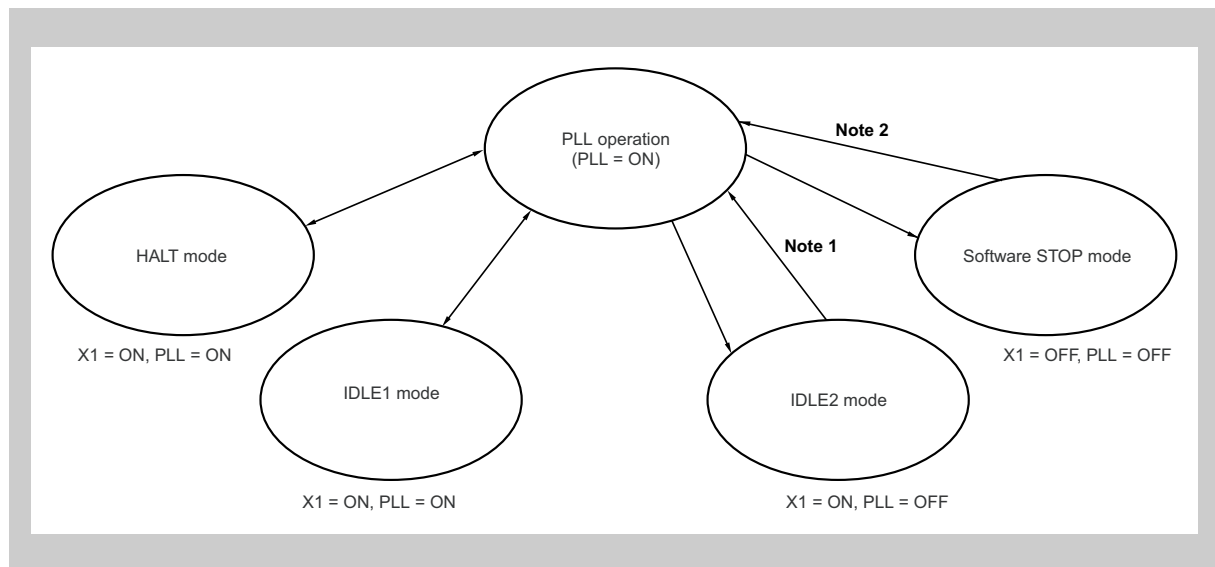 PLL operation
(PLL = ON)
Note 2
HALT mode
Note 1
Software STOP mode
X1 = ON, PLL = ON
X1 = OFF, PLL = OFF
IDLE1 mode
IDLE2 mode
X1 = ON, PLL = ON
X1 = ON, PLL = OFF